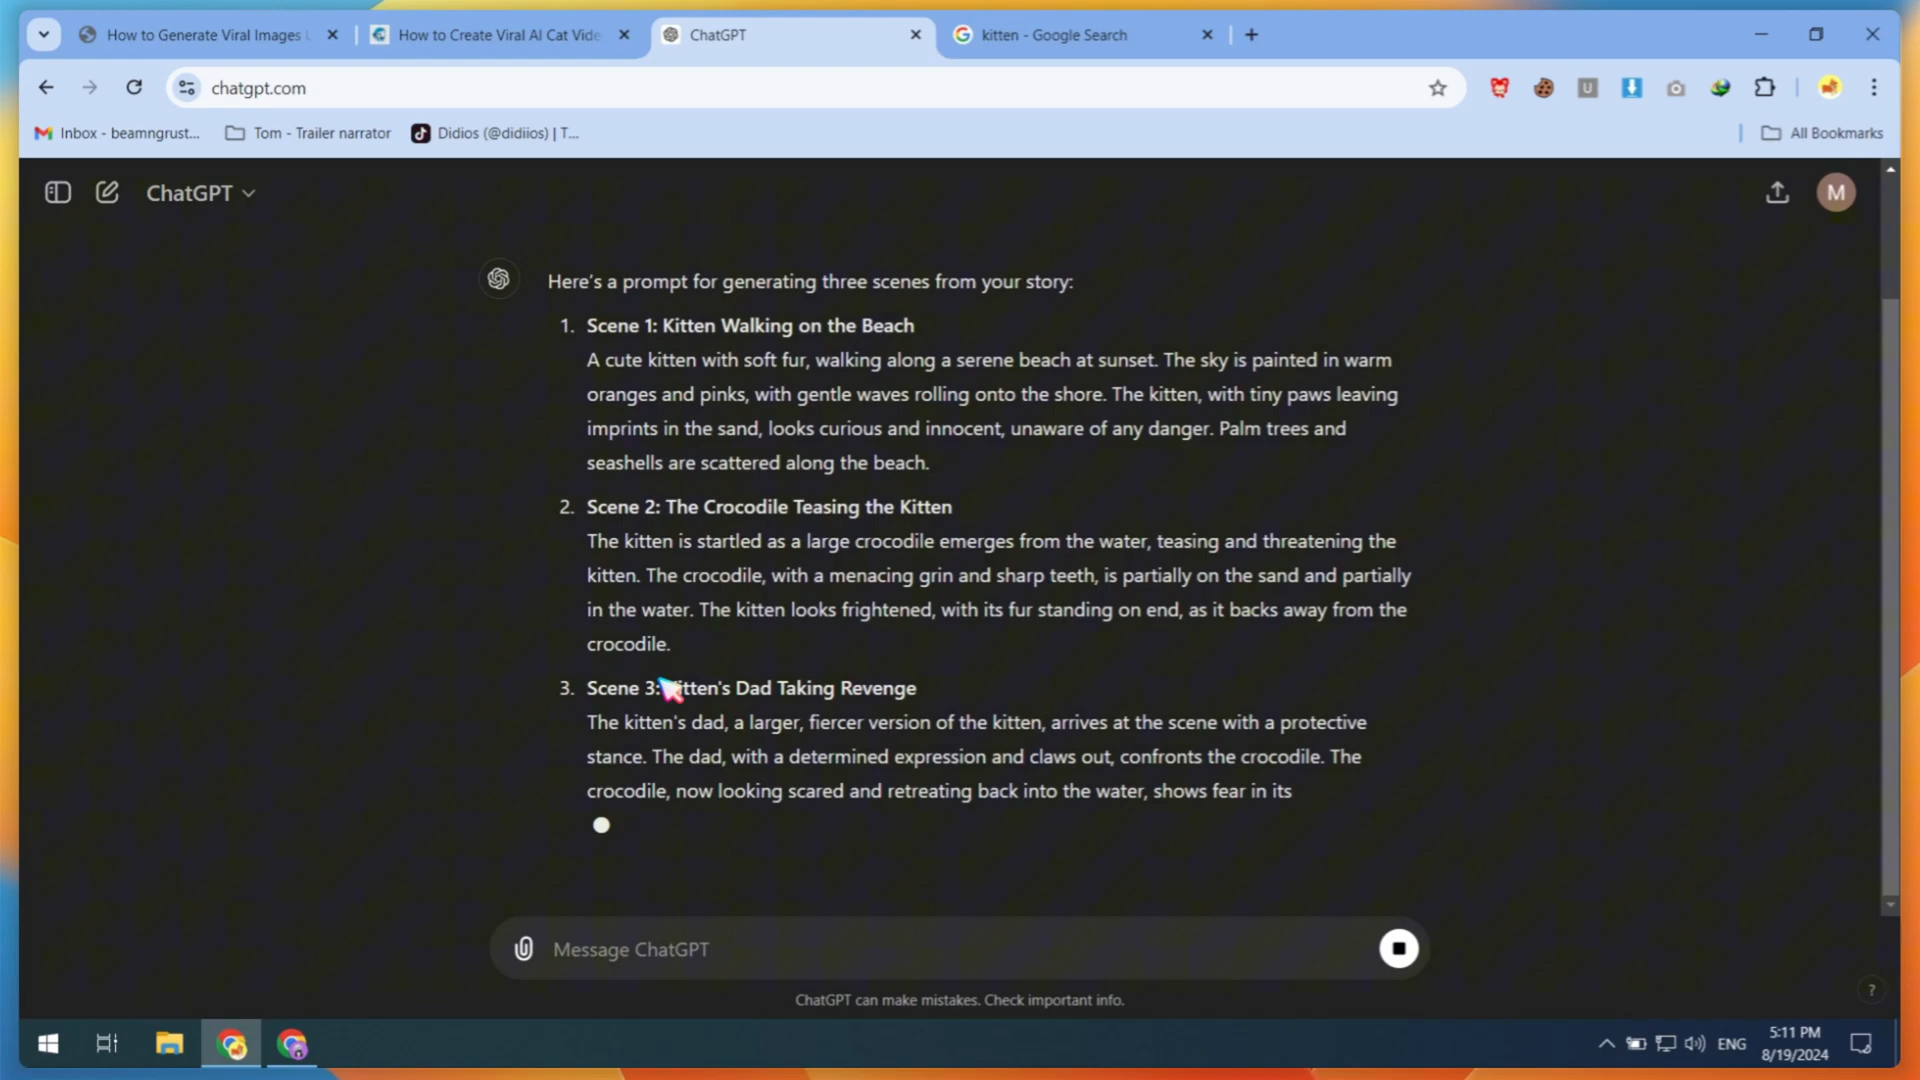 How to Generate Viral Images
How to Create Viral AI Cat Vide
ChatGPT
kitten - Google Search
chatgpt.com
U
Inbox - beamngrust...
Tom - Trailer narrator
Didios (@didiios) | T...
All Bookmarks
ChatGPT
M
Here's a prompt for generating three scenes from your story:
1. Scene 1: Kitten Walking on the Beach
A cute kitten with soft fur, walking along a serene beach at sunset. The sky is painted in warm
oranges and pinks, with gentle waves rolling onto the shore. The kitten, with tiny paws leaving
imprints in the sand, looks curious and innocent, unaware of any danger. Palm trees and
seashells are scattered along the beach.
2. Scene 2: The Crocodile Teasing the Kitten
The kitten is startled as a large crocodile emerges from the water, teasing and threatening the
kitten. The crocodile, with a menacing grin and sharp teeth, is partially on the sand and partially
in the water. The kitten looks frightened, with its fur standing on end, as it backs away from the
crocodile.
3. Scene 3: Kitten's Dad Taking Revenge
The kitten's dad, a larger, fiercer version of the kitten, arrives at the scene with a protective
stance. The dad, with a determined expression and claws out, confronts the crocodile. The
crocodile, now looking scared and retreating back into the water, shows fear in its
Message ChatGPT
ChatGPT can make mistakes. Check important info.
?
ENG
5:11 PM
8/19/2024